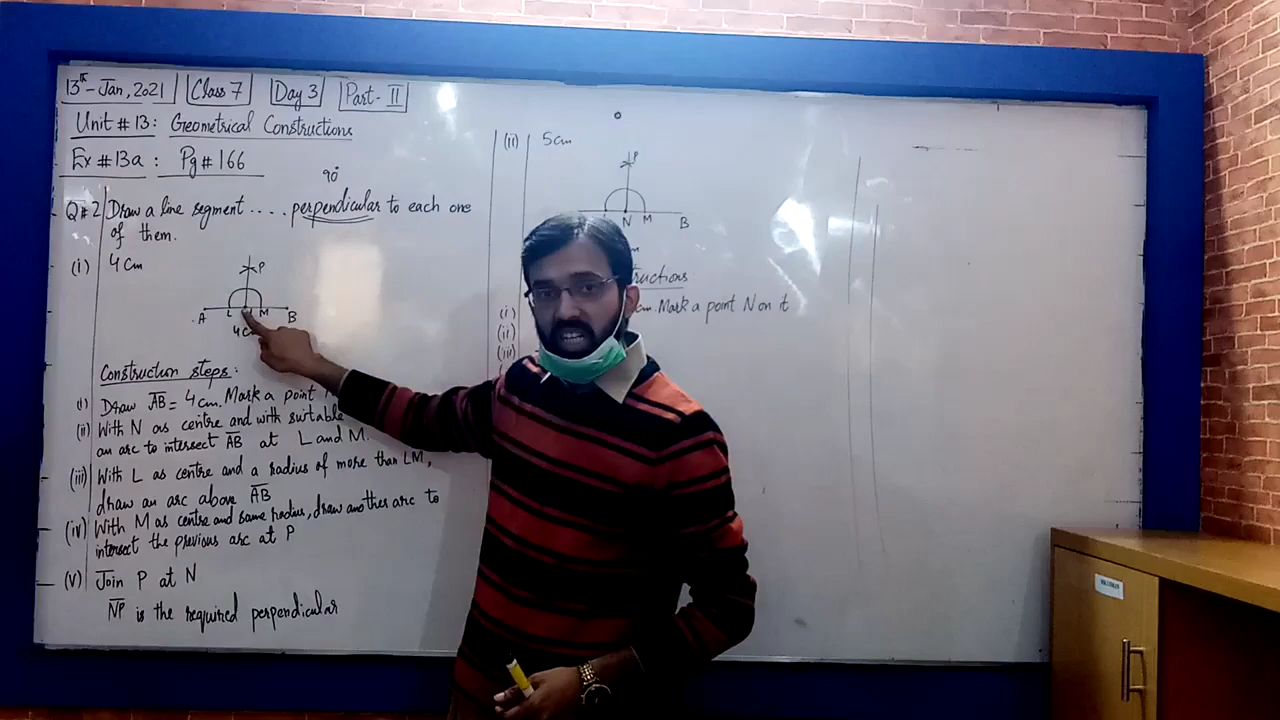 13th-Jan, 2021 Class 7 Day 3 Part-II
Unit # 13: Geometrical Constructions
Ex # 13a: Pg # 166
90°
Q#2 Draw a line segment .... perpendicular to each one
of them.
(i) 4 cm
P
A L M B
4 c
Construction steps:
(i) Draw AB = 4 cm. Mark a point
(ii) With N as centre and with suitable
an arc to intersect AB at L and M.
(iii) With L as centre and a radius of more than LM,
draw an arc above AB
(iv) With M as centre and same radius, draw another arc to
intersect the previous arc at P
(v) Join P at N
NP is the required perpendicular
(ii) 5cm
P
N M B
m
ructions:
(i) cm. Mark a point N on it
(ii)
(iii)